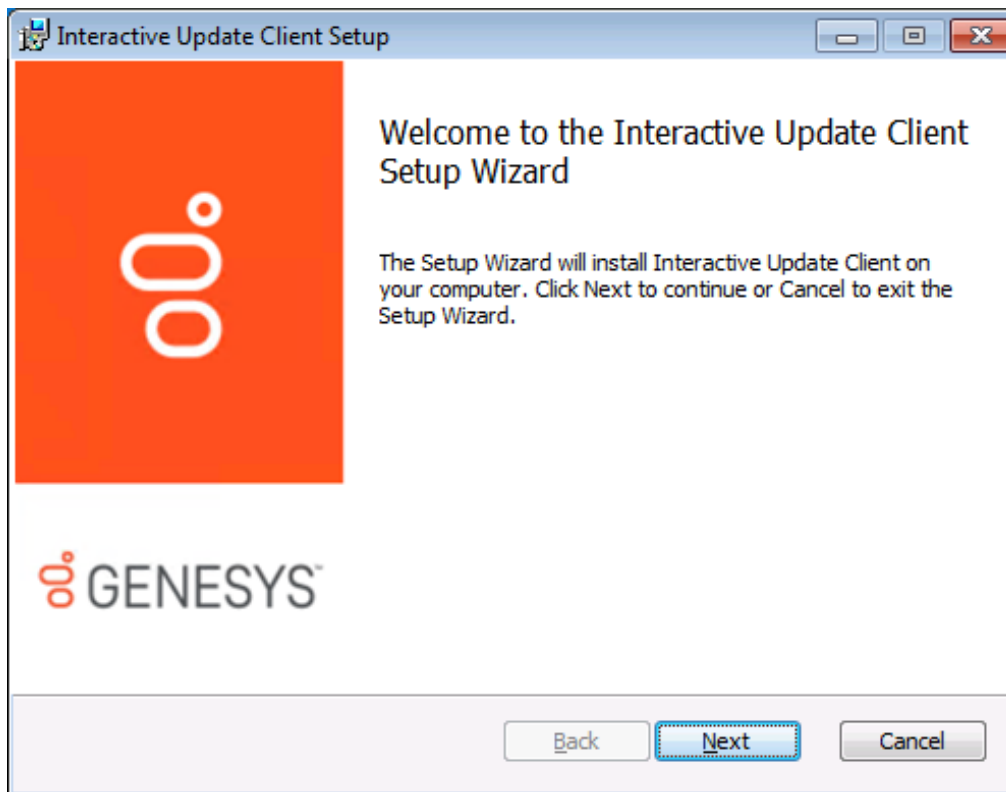 Interactive Update Client Setup
Welcome to the Interactive Update Client
Setup Wizard
The Setup Wizard will install Interactive Update Client on
your computer. Click Next to continue or Cancel to exit the
Setup Wizard.
GENESYS™
Back Next Cancel